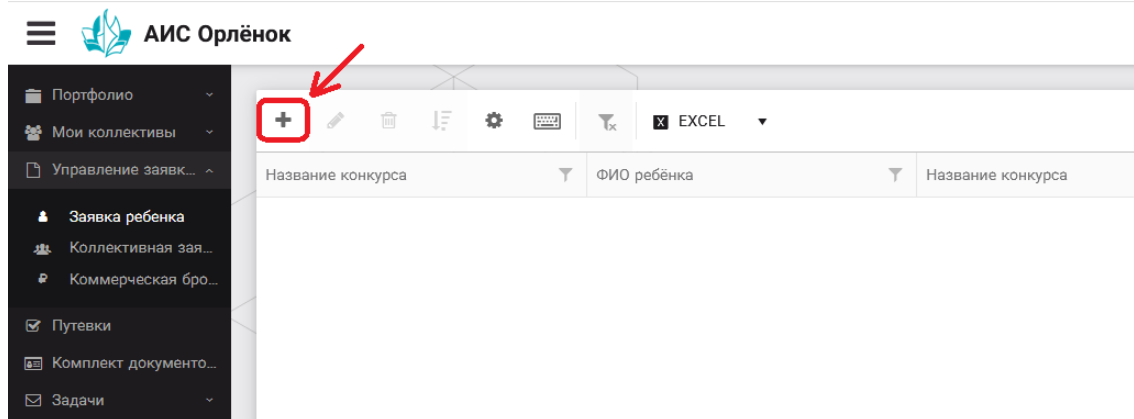 АИС Орлёнок
Портфолио
Мои коллективы
Управление заявк...
Заявка ребенка
Коллективная зая...
Коммерческая бро...
Путевки
Комплект документо...
Задачи
EXCEL
Название конкурса ФИО ребёнка Название конкурса